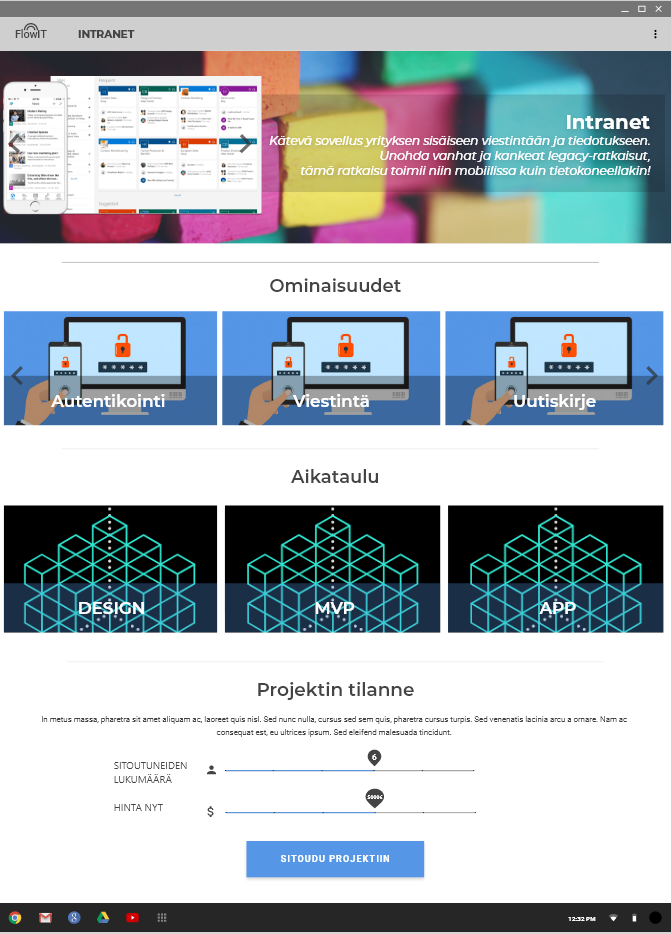 FlowIT
INTRANET
Intranet
Kätevä sovellus yrityksen sisäiseen viestintään ja tiedotukseen.
Unohda vanhat ja kankeat legacy-ratkaisut,
tämä ratkaisu toimii niin mobiilissa kuin tietokoneellakin!
Ominaisuudet
Autentikointi
Viestintä
Uutiskirje
Aikataulu
DESIGN
MVP
APP
Projektin tilanne
In metus massa, pharetra sit amet aliquam ac, laoreet quis nisl. Sed nunc nulla, cursus sed sem quis, pharetra cursus turpis. Sed venenatis lacinia arcu a ornare. Nam ac
consequat est, eu ultrices ipsum. Sed eleifend malesuada tincidunt.
SITOUTUNEIDEN
LUKUMÄÄRÄ
6
HINTA NYT
$
5000€
SITOUDU PROJEKTIIN
12:32 PM